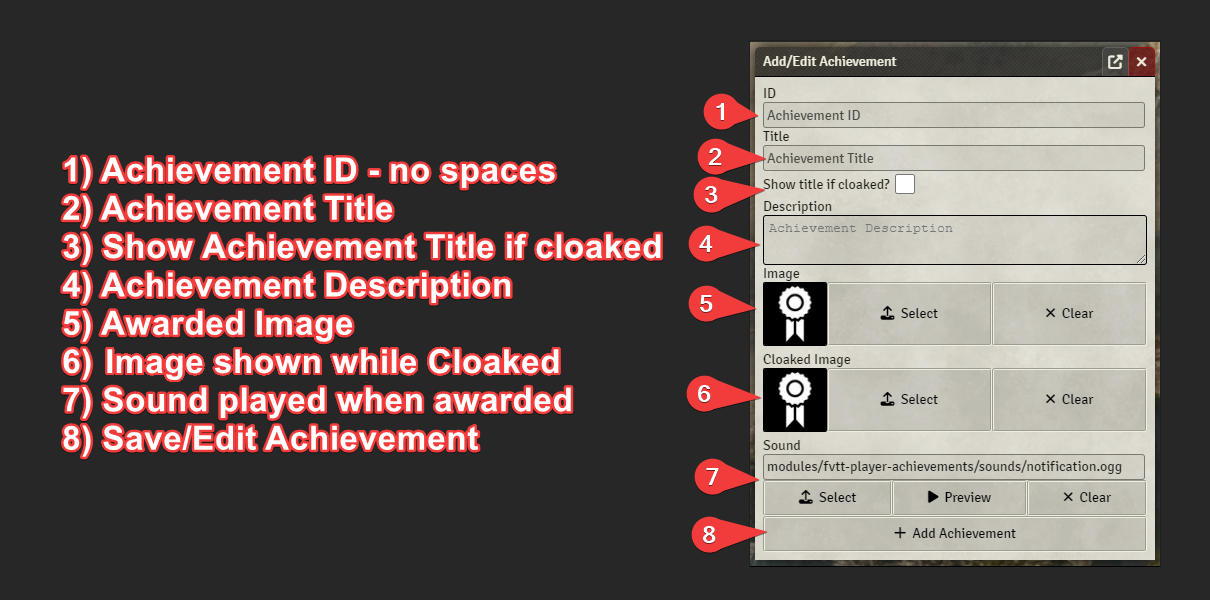 1) Achievement ID - no spaces
2) Achievement Title
3) Show Achievement Title if cloaked
4) Achievement Description
5) Awarded Image
6) Image shown while Cloaked
7) Sound played when awarded
8) Save/Edit Achievement
Add/Edit Achievement
ID
1 Achievement ID
Title
2 Achievement Title
3 Show title if cloaked?
Description
4 Achievement Description
Image
5 Select Clear
Cloaked Image
6 Select Clear
Sound
modules/fvtt-player-achievements/sounds/notification.ogg
7 Select Preview Clear
8 Add Achievement